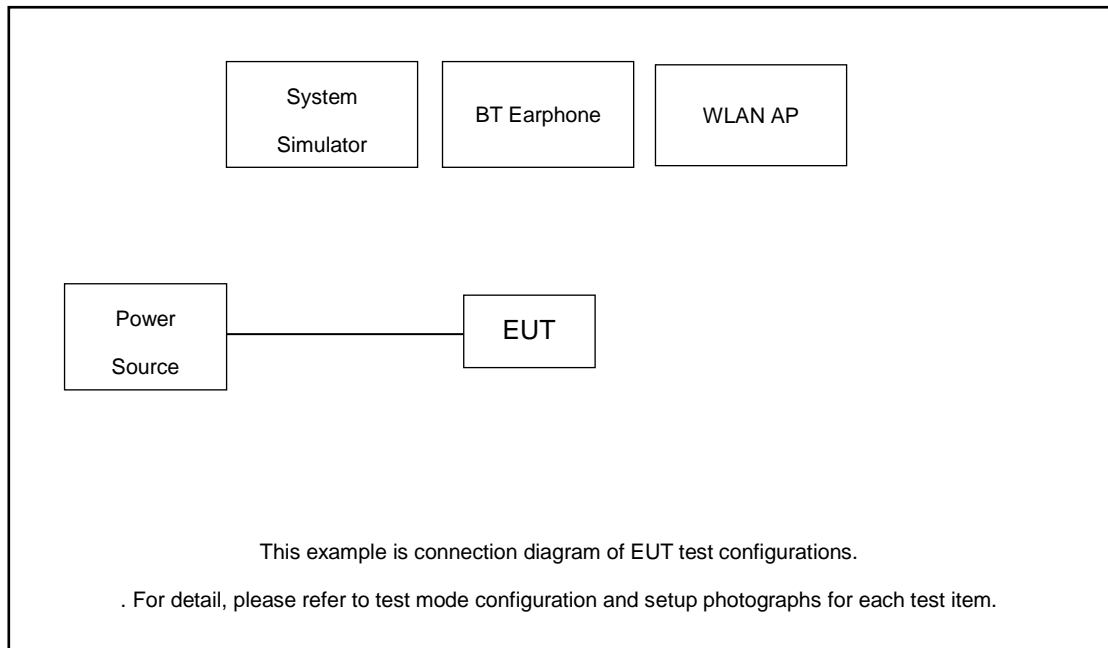 System
Simulator
BT Earphone
WLAN AP
Power
Source
EUT
This example is connection diagram of EUT test configurations.
. For detail, please refer to test mode configuration and setup photographs for each test item.